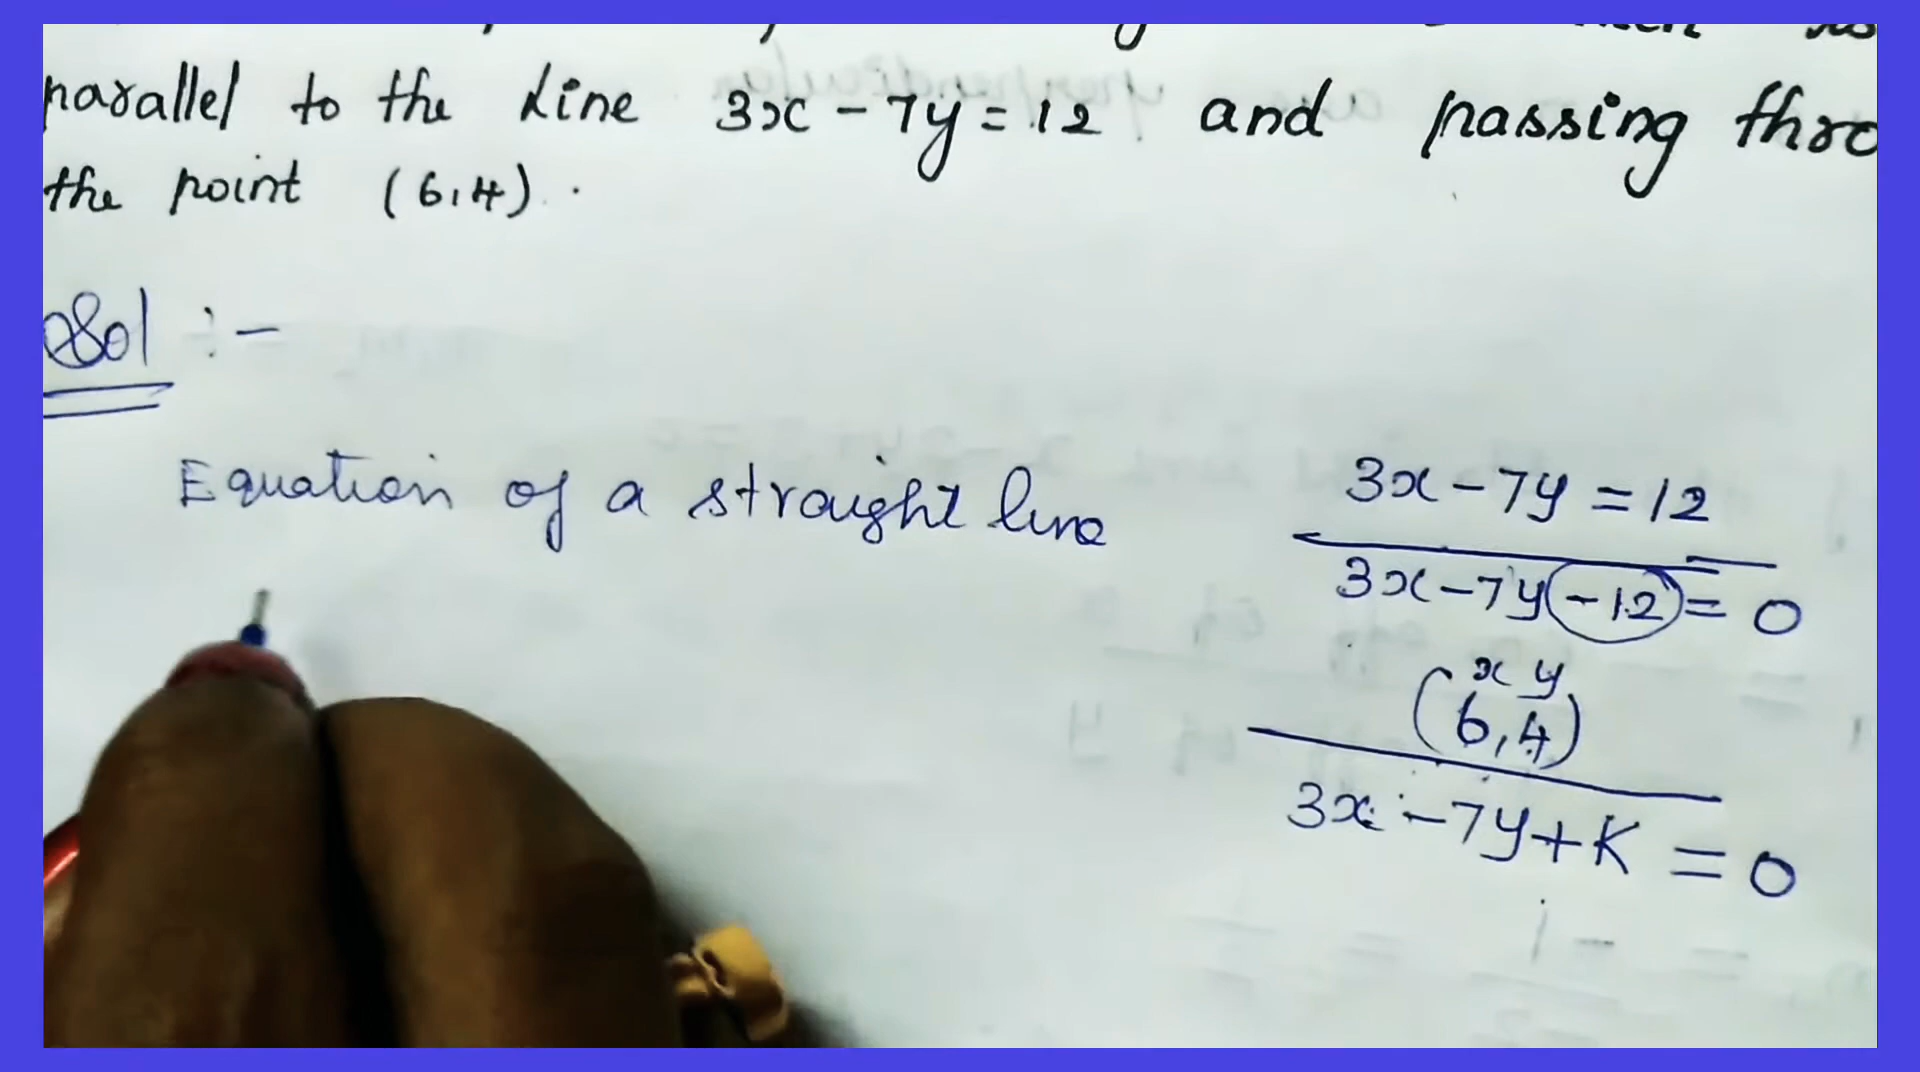 parallel to the line 3x - 7y = 12 and passing thro
the point (6,4).
Sol :-
Equation of a straight line
3x - 7y = 12
3x - 7y - 12 = 0
x y
(6,4)
3x - 7y + K = 0